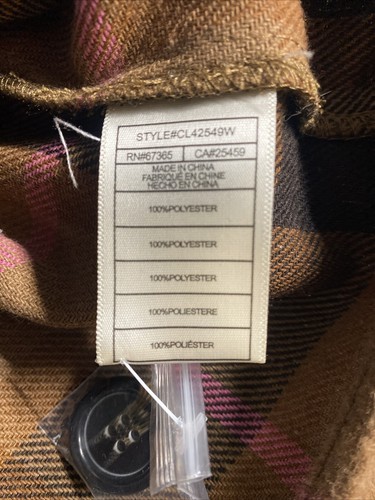 STYLE#CL42549W
RN#67365 CA#25459
MADE IN CHINA
FABRIQUÉ EN CHINE
HECHO EN CHINA
100%POLYESTER
100%POLYESTER
100%POLYESTER
100%POLIESTERE
100%POLIÉSTER